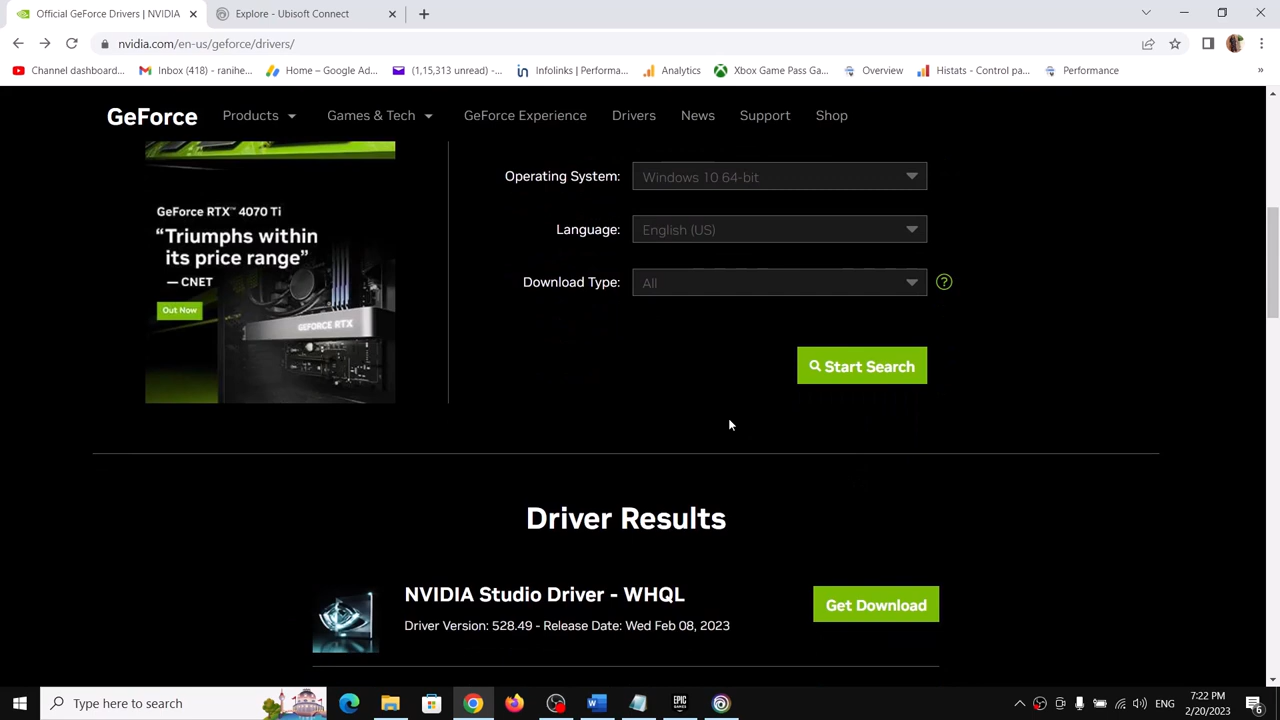 Official GeForce Drivers | NVIDIA
Explore - Ubisoft Connect
nvidia.com/en-us/geforce/drivers/
Channel dashboard...
Inbox (418) - ranihe...
Home – Google Ad...
(1,15,313 unread) -...
Infolinks | Performa...
Analytics
Xbox Game Pass Ga...
Overview
Histats - Control pa...
Performance
»
GeForce
Products
Games & Tech
GeForce Experience
Drivers
News
Support
Shop
Operating System:
Windows 10 64-bit
GeForce RTX™ 4070 Ti
“Triumphs within
its price range”
— CNET
Out Now
GEFORCE RTX
Language:
English (US)
Download Type:
All
?
Start Search
Driver Results
NVIDIA Studio Driver - WHQL
Driver Version: 528.49 - Release Date: Wed Feb 08, 2023
Get Download
Type here to search
EPIC
GAMES
ENG
7:22 PM
2/20/2023
6